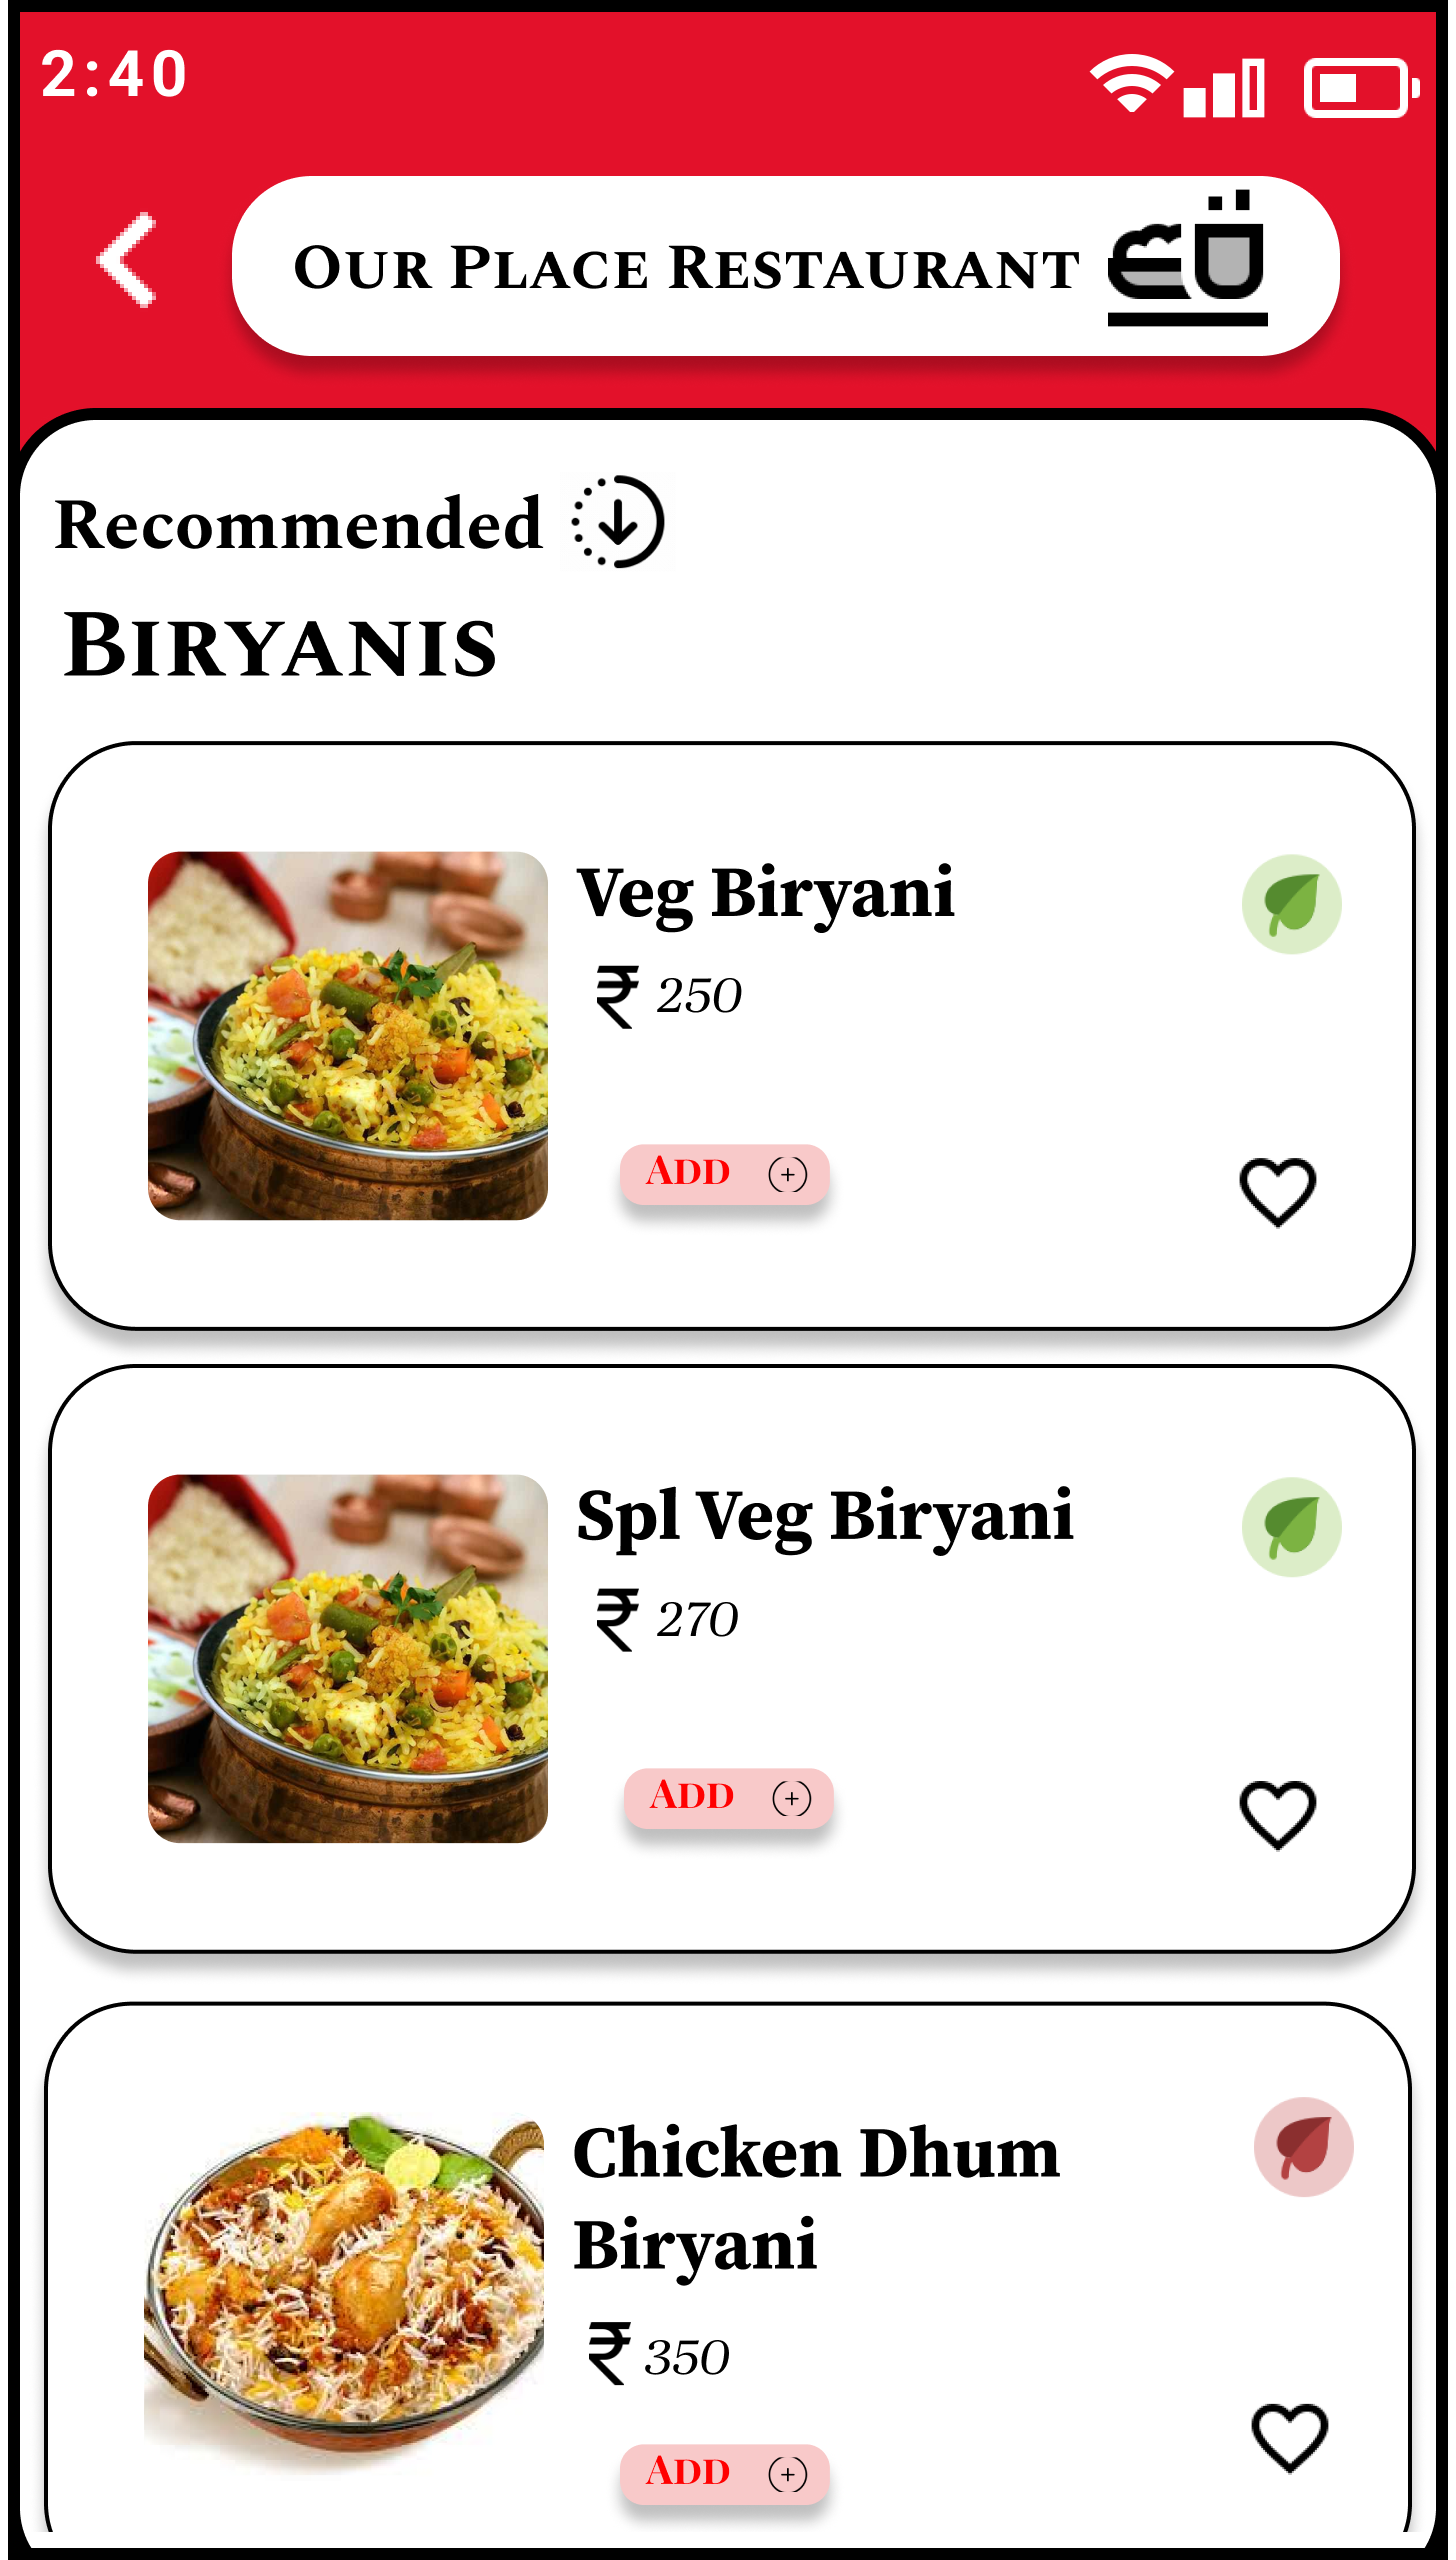 2:40
Our Place Restaurant
Recommended
Biryanis
Veg Biryani
₹ 250
Add
Spl Veg Biryani
₹ 270
Add
Chicken Dhum
Biryani
₹ 350
Add